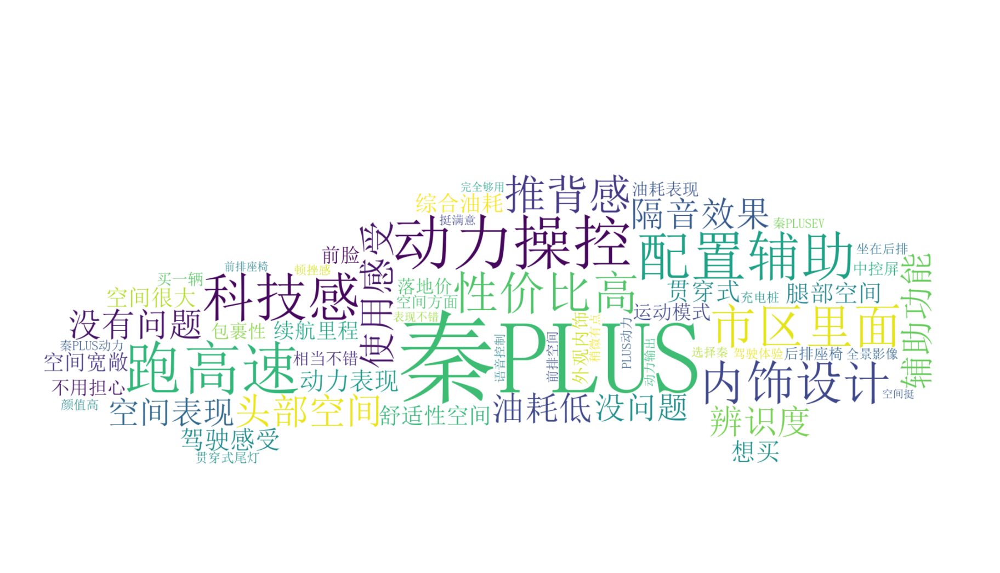 完全够用
推背感
油耗表现
综合油耗
隔音效果
挺满意
动力操控
秦PLUSEV
使用感受
配置辅助
前脸
坐在后排
前排座椅
顿挫感
中控屏
辅助功能
买一辆
科技感
落地价
性价比高
贯穿式
腿部空间
空间很大
空间方面
充电桩
没有问题
表现不错
运动模式
市区里面
包裹性
续航里程
秦PLUS
外观内饰
稍微有点
PLUS动力
语音控制
前排空间
动力输出
秦PLUS动力
跑高速
相当不错
选择秦
驾驶体验
后排座椅
全景影像
空间宽敞
动力表现
内饰设计
不用担心
空间挺
颜值高
空间表现
头部空间
舒适性空间
油耗低
没问题
辨识度
驾驶感受
想买
贯穿式尾灯